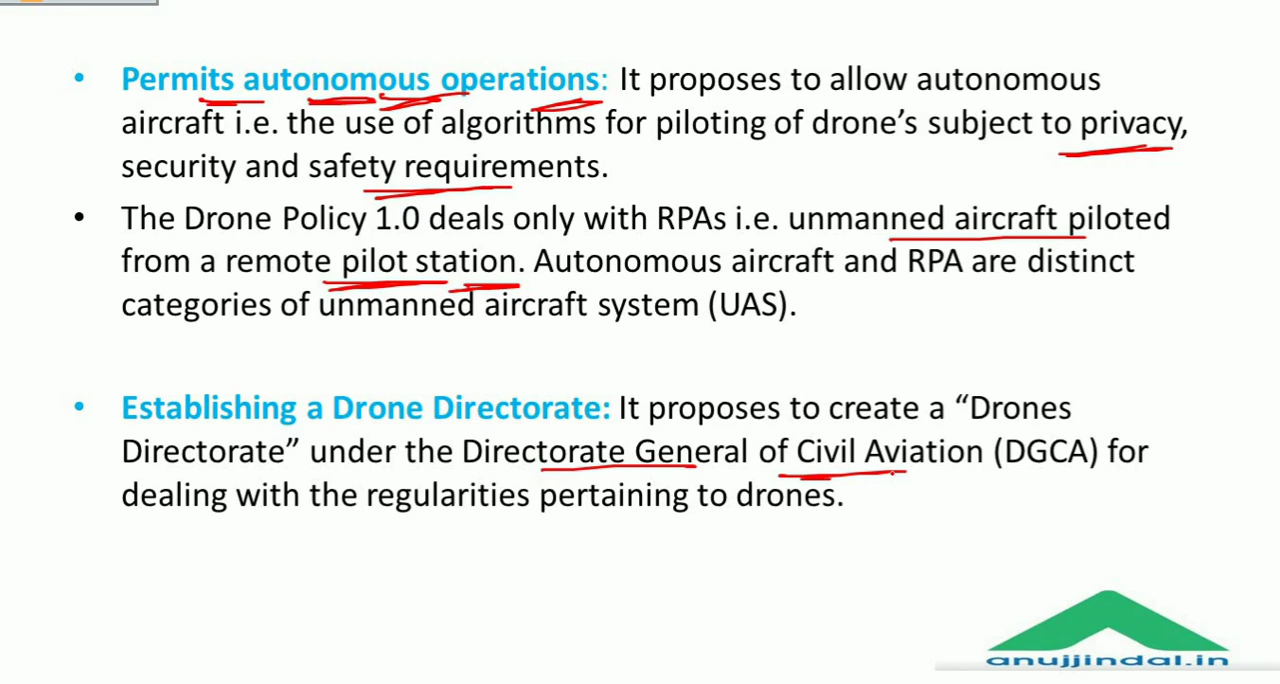 • Permits autonomous operations: It proposes to allow autonomous
aircraft i.e. the use of algorithms for piloting of drone’s subject to privacy,
security and safety requirements.
• The Drone Policy 1.0 deals only with RPAs i.e. unmanned aircraft piloted
from a remote pilot station. Autonomous aircraft and RPA are distinct
categories of unmanned aircraft system (UAS).
• Establishing a Drone Directorate: It proposes to create a “Drones
Directorate” under the Directorate General of Civil Aviation (DGCA) for
dealing with the regularities pertaining to drones.
anujjindal.in